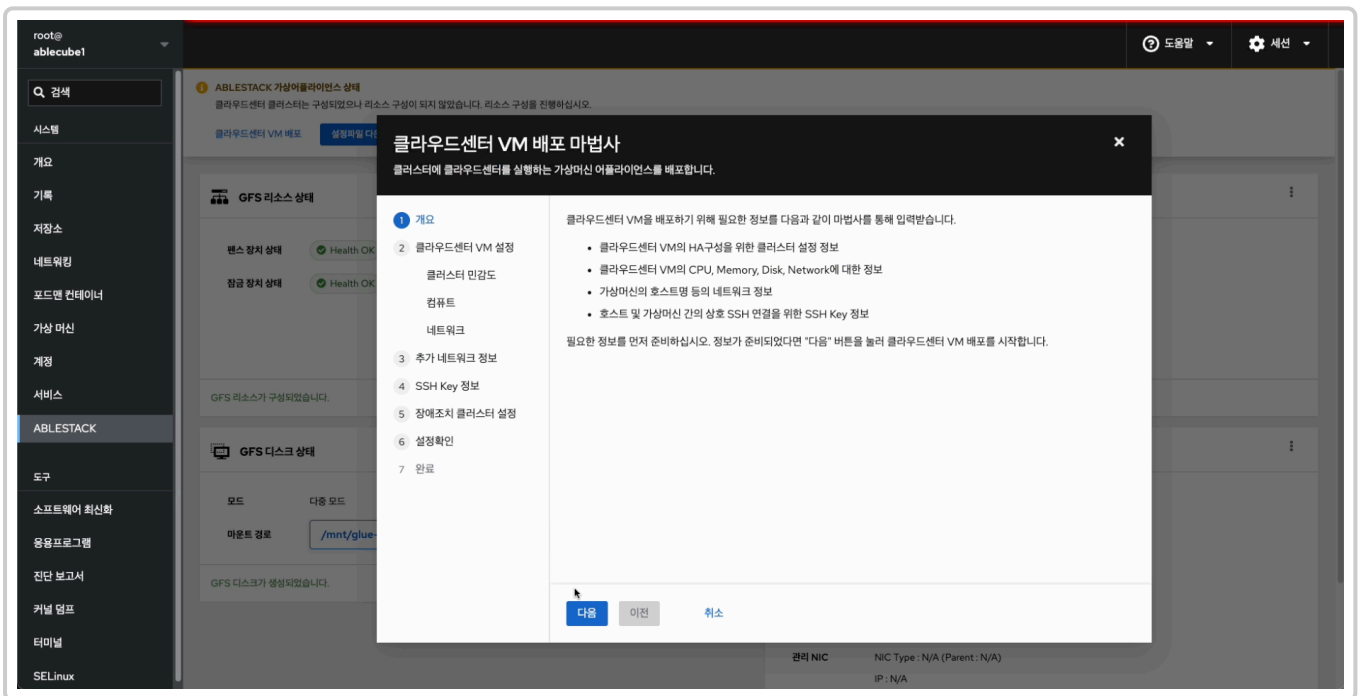 root@
ablecube1
도움말
세션
검색
시스템
개요
기록
저장소
네트워킹
포드맨 컨테이너
가상 머신
계정
서비스
ABLESTACK
도구
소프트웨어 최신화
응용프로그램
진단 보고서
커널 덤프
터미널
SELinux
ABLESTACK 가상어플라이언스 상태
클라우드센터 클러스터는 구성되었으나 리소스 구성이 되지 않았습니다. 리소스 구성을 진행하십시오.
클라우드센터 VM 배포
설정파일 다운
GFS 리소스 상태
펜스 장치 상태 Health OK
잠금 장치 상태 Health OK
GFS 리소스가 구성되었습니다.
GFS 디스크 상태
모드 다중 모드
마운트 경로 /mnt/glue-
GFS 디스크가 생성되었습니다.
클라우드센터 VM 배포 마법사
클러스터에 클라우드센터를 실행하는 가상머신 어플라이언스를 배포합니다.
1 개요
2 클라우드센터 VM 설정
클러스터 민감도
컴퓨트
네트워크
3 추가 네트워크 정보
4 SSH Key 정보
5 장애조치 클러스터 설정
6 설정확인
7 완료
클라우드센터 VM을 배포하기 위해 필요한 정보를 다음과 같이 마법사를 통해 입력받습니다.
• 클라우드센터 VM의 HA구성을 위한 클러스터 설정 정보
• 클라우드센터 VM의 CPU, Memory, Disk, Network에 대한 정보
• 가상머신의 호스트명 등의 네트워크 정보
• 호스트 및 가상머신 간의 상호 SSH 연결을 위한 SSH Key 정보
필요한 정보를 먼저 준비하십시오. 정보가 준비되었다면 "다음" 버튼을 눌러 클라우드센터 VM 배포를 시작합니다.
다음 이전 취소
관리 NIC NIC Type : N/A (Parent : N/A)
IP : N/A